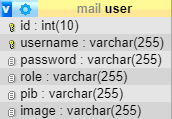 v mail user
id : int(10)
username : varchar(255)
password : varchar(255)
role : varchar(255)
pib : varchar(255)
image : varchar(255)